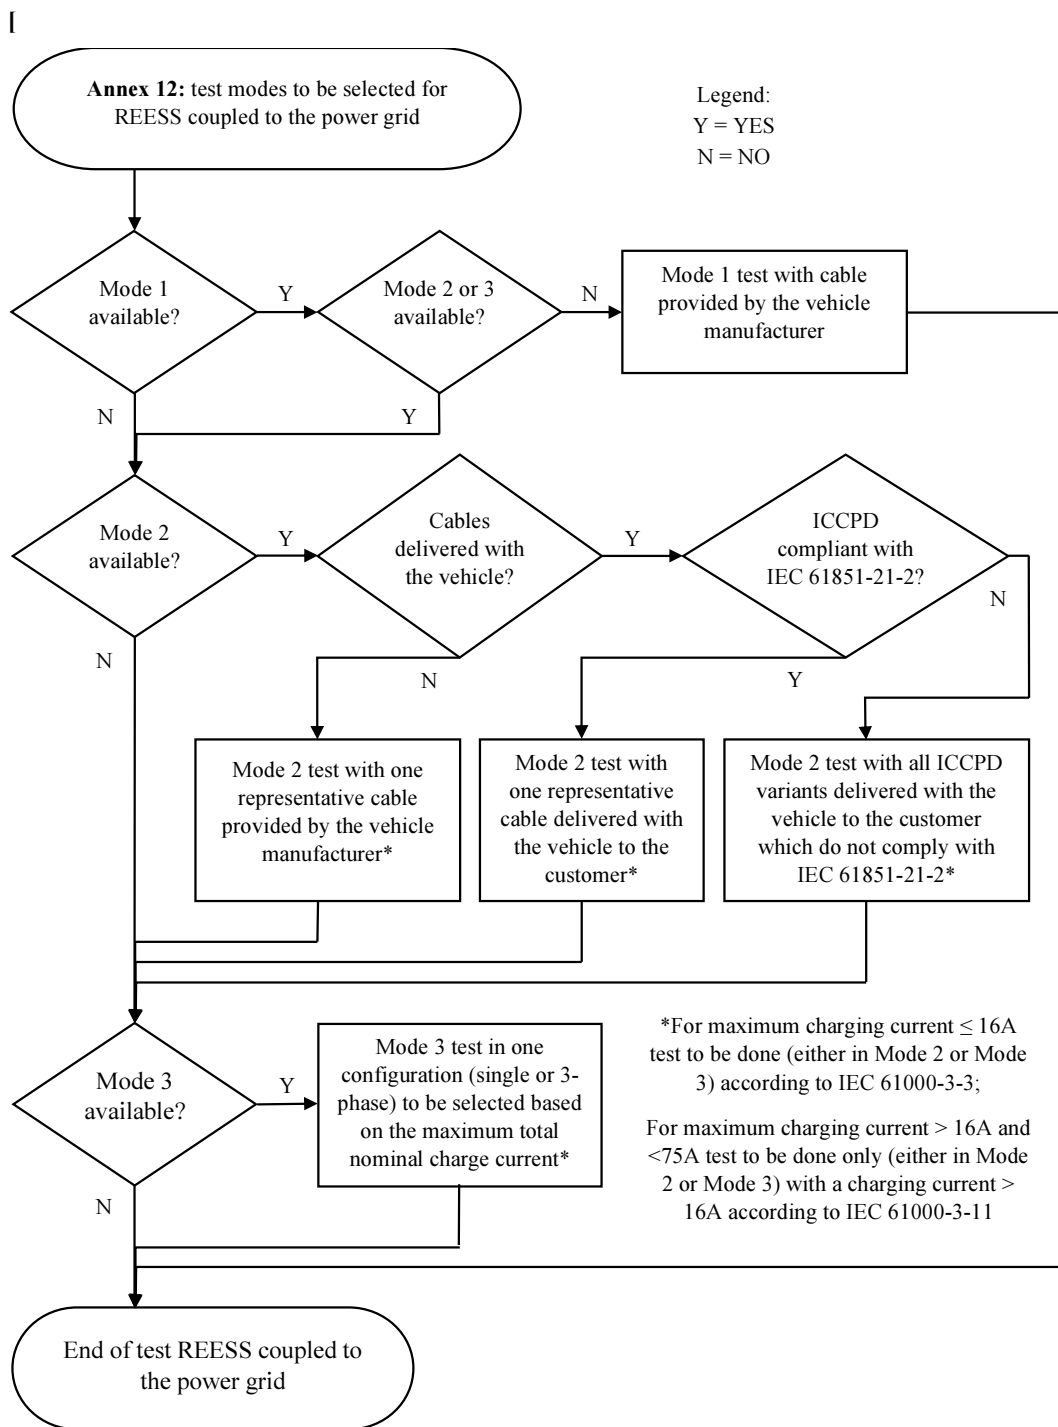 [
Annex 12: test modes to be selected for
REESS coupled to the power grid
Legend:
Y = YES
N = NO
Mode 1
available?
Y
Mode 2 or 3
available?
N
Mode 1 test with cable
provided by the vehicle
manufacturer
N
Y
Mode 2
available?
Y
Cables
delivered with
the vehicle?
Y
ICCPD
compliant with
IEC 61851-21-2?
N
N
N
Y
Mode 2 test with one
representative cable
provided by the vehicle
manufacturer*
Mode 2 test with
one representative
cable delivered with
the vehicle to the
customer*
Mode 2 test with all ICCPD
variants delivered with the
vehicle to the customer
which do not comply with
IEC 61851-21-2*
Mode 3
available?
Y
Mode 3 test in one
configuration (single or 3-
phase) to be selected based
on the maximum total
nominal charge current*
N
*For maximum charging current ≤ 16A
test to be done (either in Mode 2 or Mode
3) according to IEC 61000-3-3;
For maximum charging current > 16A and
<75A test to be done only (either in Mode
2 or Mode 3) with a charging current >
16A according to IEC 61000-3-11
End of test REESS coupled to
the power grid